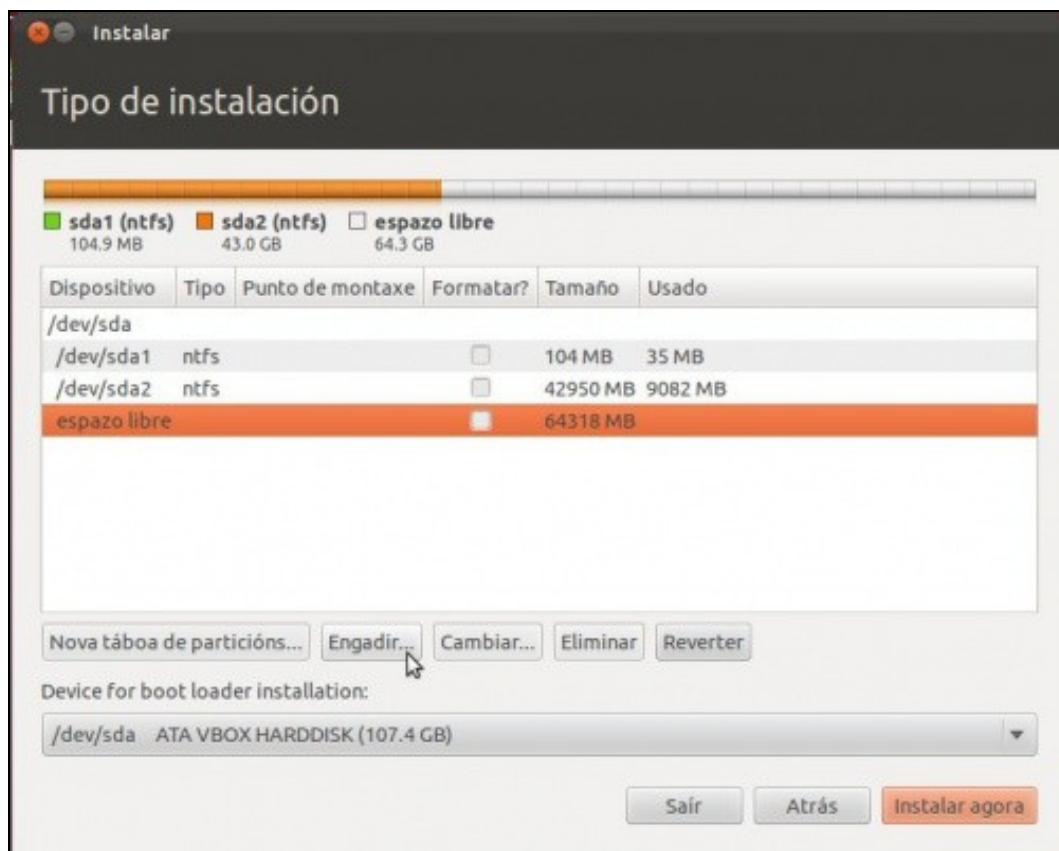 Instalar
Tipo de instalación
sda1 (ntfs) sda2 (ntfs) espazo libre
104.9 MB 43.0 GB 64.3 GB
Dispositivo Tipo Punto de montaxe Formatar? Tamaño Usado
/dev/sda
/dev/sda1 ntfs 104 MB 35 MB
/dev/sda2 ntfs 42950 MB 9082 MB
espazo libre 64318 MB
Nova táboa de particións... Engadir... Cambiar... Eliminar Reverter
Device for boot loader installation:
/dev/sda ATA VBOX HARDDISK (107.4 GB)
Saír Atrás Instalar agora